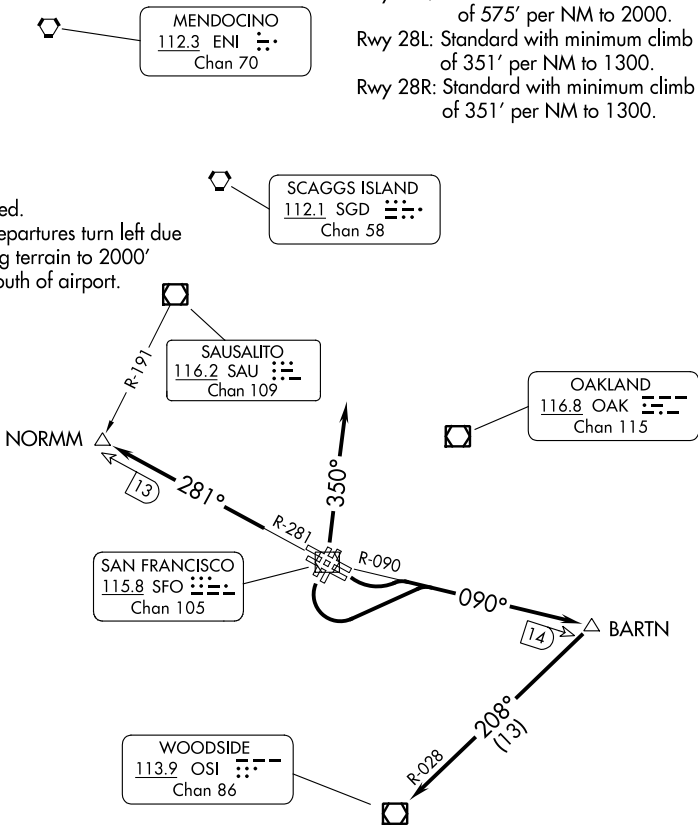 of 575' per NM to 2000.
Rwy 28L: Standard with minimum climb
of 351' per NM to 1300.
Rwy 28R: Standard with minimum climb
of 351' per NM to 1300.
MENDOCINO
112.3 ENI
Chan 70
SCAGGS ISLAND
112.1 SGD
Chan 58
ed.
epartures turn left due
g terrain to 2000'
outh of airport.
SAUSALITO
116.2 SAU
Chan 109
R-191
OAKLAND
116.8 OAK
Chan 115
NORMM
13
281°
350°
R-281
R-090
SAN FRANCISCO
115.8 SFO
Chan 105
090°
14
BARTN
208°
(13)
R-028
WOODSIDE
113.9 OSI
Chan 86